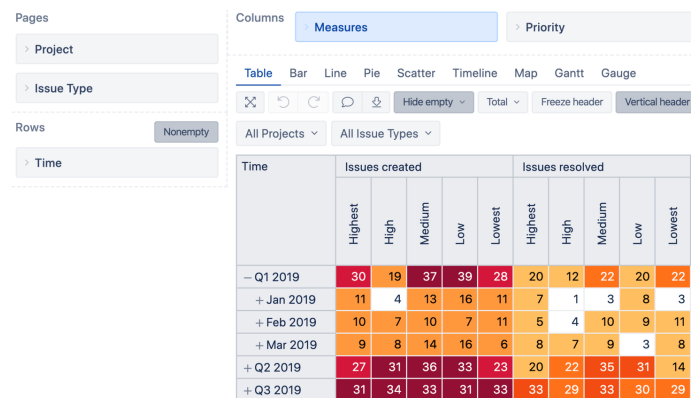 Pages
Project
Issue Type
Rows
Nonempty
Time
Columns
Measures
Priority
Table Bar Line Pie Scatter Timeline Map Gantt Gauge
Hide empty Total Freeze header Vertical header
All Projects All Issue Types
Time Issues created Issues resolved
Highest High Medium Low Lowest Highest High Medium Low Lowest
− Q1 2019 30 19 37 39 28 20 12 22 20 22
+ Jan 2019 11 4 13 16 11 7 1 3 8 3
+ Feb 2019 10 7 10 7 11 5 4 10 9 11
+ Mar 2019 9 8 14 16 6 8 7 9 3 8
+ Q2 2019 27 31 36 33 23 20 22 35 31 14
+ Q3 2019 31 34 33 31 33 33 29 33 30 29